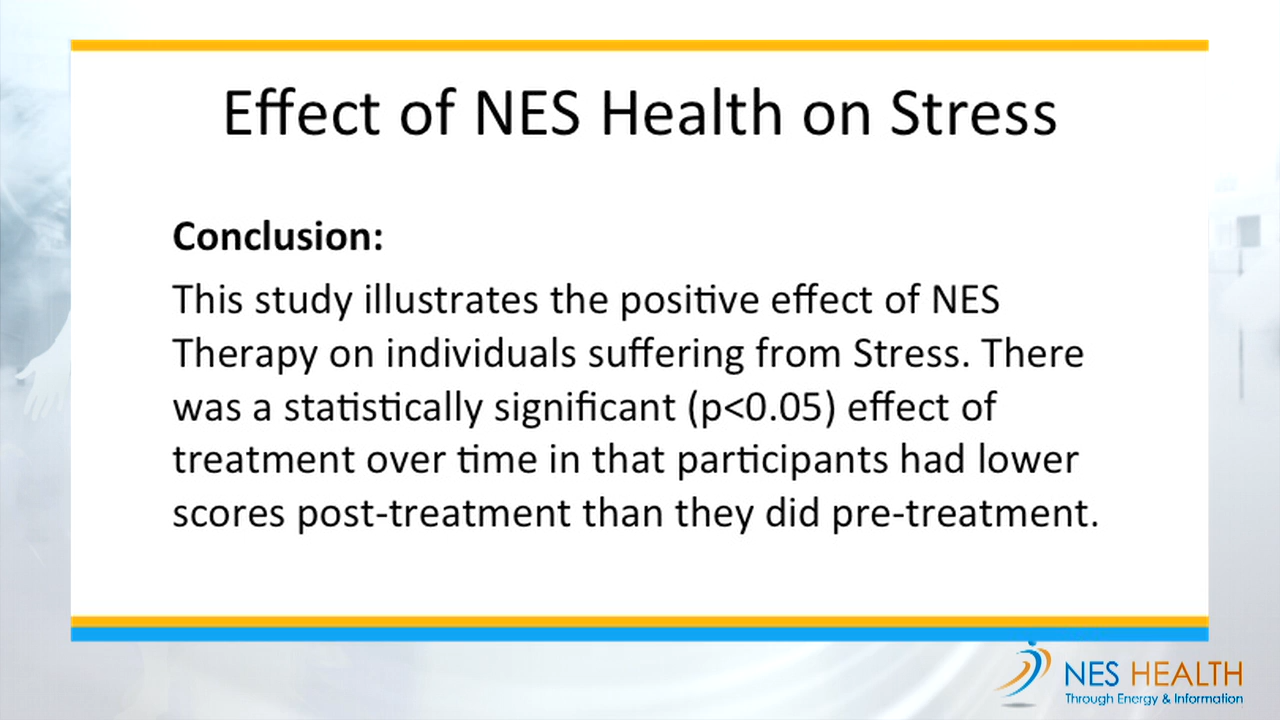 Effect of NES Health on Stress
Conclusion:
This study illustrates the positive effect of NES
Therapy on individuals suffering from Stress. There
was a statistically significant (p<0.05) effect of
treatment over time in that participants had lower
scores post-treatment than they did pre-treatment.
NES HEALTH
Through Energy & Information